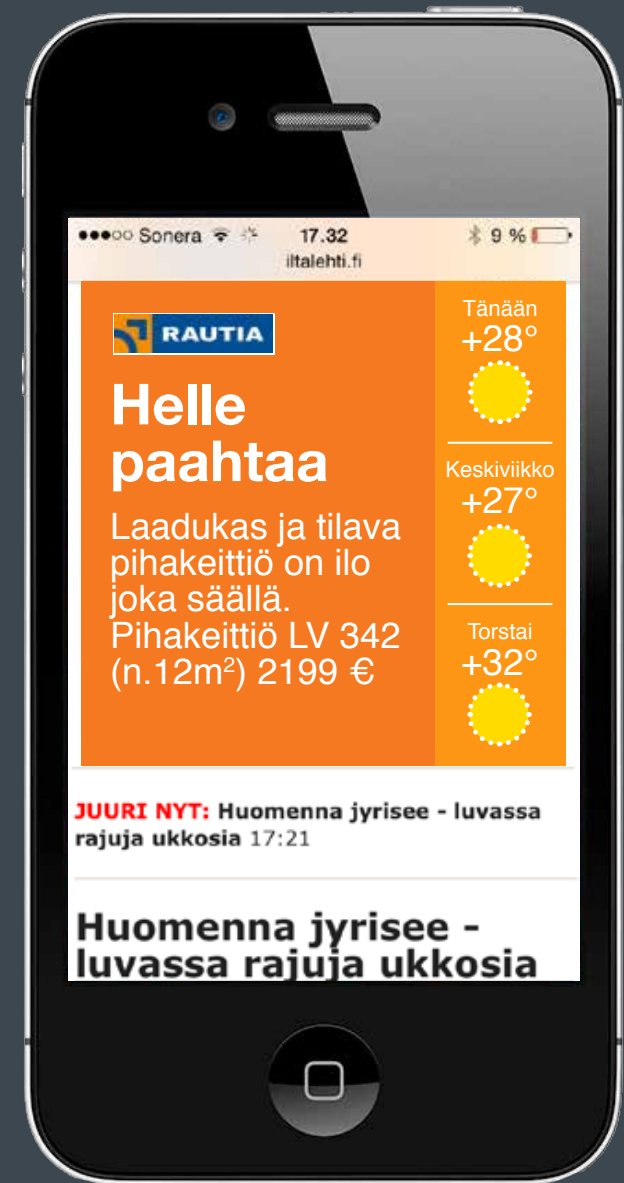 ●●●○○ Sonera 17.32 9 %
iltalehti.fi
RAUTIA
Helle
paahtaa
Laadukas ja tilava
pihakeittiö on ilo
joka säällä.
Pihakeittiö LV 342
(n.12m²) 2199 €
Tänään
+28°
Keskiviikko
+27°
Torstai
+32°
JUURI NYT: Huomenna jyrisee - luvassa
rajuja ukkosia 17:21
Huomenna jyrisee -
luvassa rajuja ukkosia